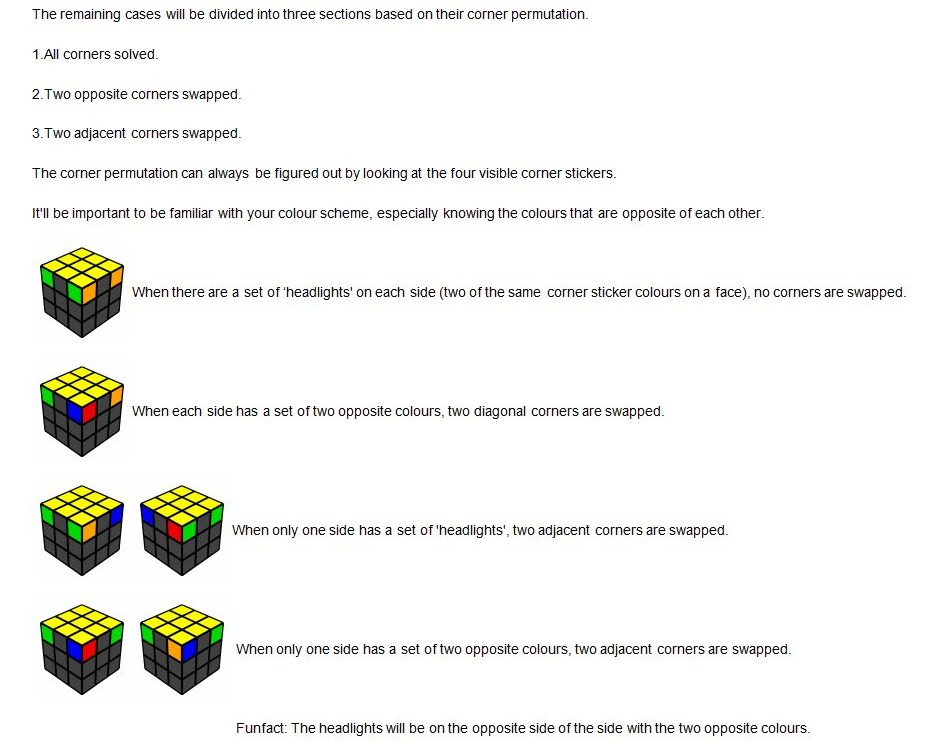 The remaining cases will be divided into three sections based on their corner permutation.
1.All corners solved.
2.Two opposite corners swapped.
3.Two adjacent corners swapped.
The corner permutation can always be figured out by looking at the four visible corner stickers.
It'll be important to be familiar with your colour scheme, especially knowing the colours that are opposite of each other.
When there are a set of 'headlights' on each side (two of the same corner sticker colours on a face), no corners are swapped.
When each side has a set of two opposite colours, two diagonal corners are swapped.
When only one side has a set of 'headlights', two adjacent corners are swapped.
When only one side has a set of two opposite colours, two adjacent corners are swapped.
Funfact: The headlights will be on the opposite side of the side with the two opposite colours.